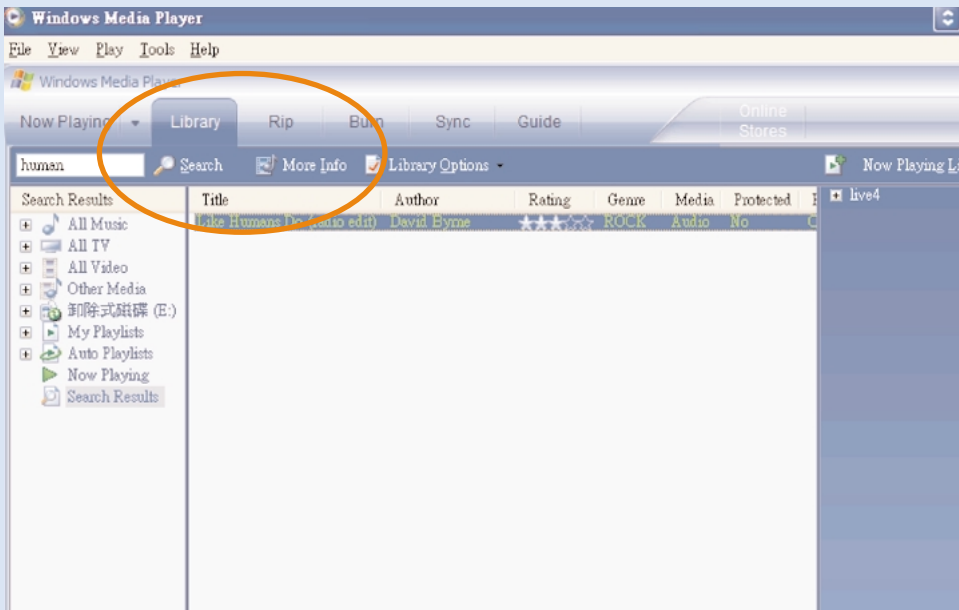 Windows Media Player
File View Play Tools Help
Windows Media Player
Now Playing Library Rip Burn Sync Guide Online Stores
human Search More Info Library Options Now Playing Li
Search Results Title Author Rating Genre Media Protected
live4
Like Humans Do (radio edit) David Byrne ROCK Audio No
All Music
All TV
All Video
Other Media
卸除式磁碟 (E:)
My Playlists
Auto Playlists
Now Playing
Search Results